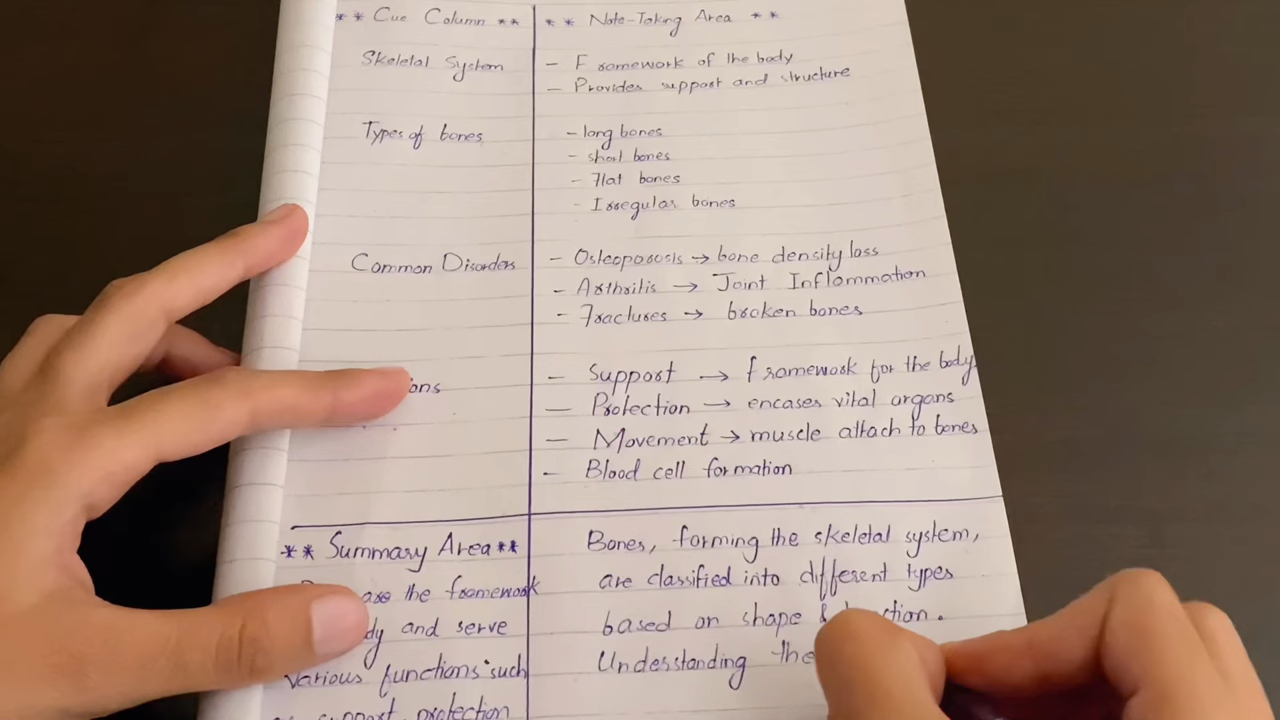 ** Cue Column **
** Note-Taking Area **
Skeletal System
- Framework of the body
- Provides support and structure
Types of bones
- long bones
- short bones
- Flat bones
- Irregular bones
Common Disorders
- Osteoporosis → bone density loss
- Arthritis → Joint Inflammation
- Fractures → broken bones
- Support → framework for the body
- Protection → encases vital organs
- Movement → muscle attach to bones
- Blood cell formation
** Summary Area **
are the framework
and serve
various functions such
support, protection
Bones, forming the skeletal system,
are classified into different types
based on shape &
Understanding the